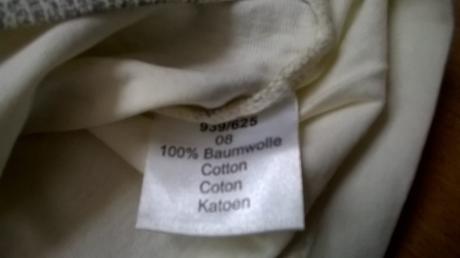 939/625
08
100% Baumwolle
Cotton
Coton
Katoen